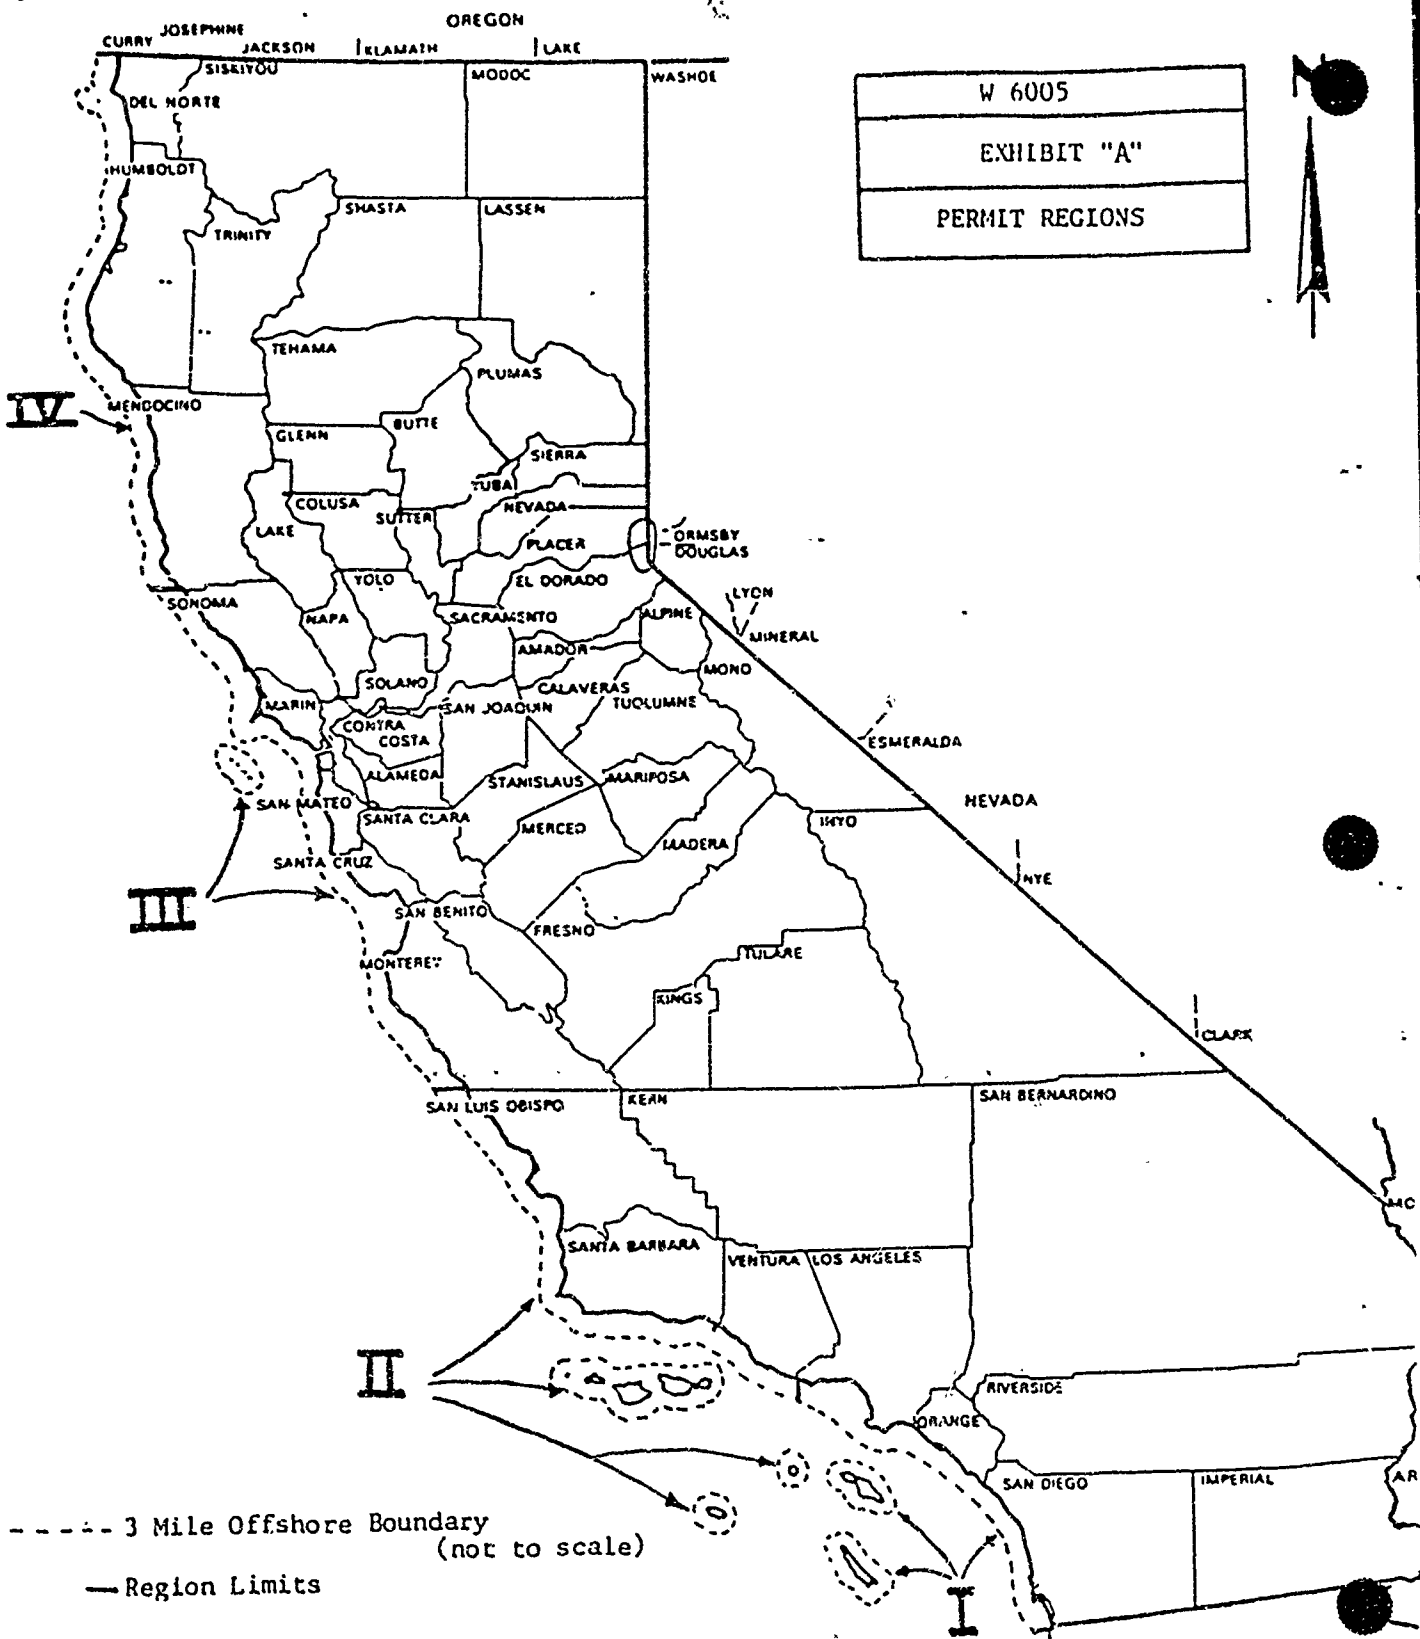 OREGON
JOSEPHINE
CURRY
JACKSON
KLAMATH
LAKE
SISKIYOU
MODOC
WASHOE
DEL NORTE
W 6005
EXHIBIT "A"
PERMIT REGIONS
N
HUMBOLDT
SHASTA
LASSEN
TRINITY
TEHAMA
PLUMAS
IV
MENDOCINO
BUTTE
GLENN
SIERRA
YUBA
COLUSA
SUTTER
NEVADA
LAKE
PLACER
ORMSBY
DOUGLAS
YOLO
EL DORADO
SONOMA
NAPA
SACRAMENTO
ALPINE
LYON
MINERAL
AMADOR
MONO
SOLANO
CALAVERAS
MARIN
SAN JOAQUIN
TUOLUMNE
CONTRA
COSTA
ESMERALDA
ALAMEDA
STANISLAUS
MARIPOSA
SAN MATEO
NEVADA
SANTA CLARA
MERCED
INYO
MADERA
SANTA CRUZ
NYE
III
SAN BENITO
FRESNO
MONTEREY
TULARE
KINGS
CLARK
SAN LUIS OBISPO
KERN
SAN BERNARDINO
MO
SANTA BARBARA
VENTURA
LOS ANGELES
II
RIVERSIDE
ORANGE
SAN DIEGO
IMPERIAL
AR
3 Mile Offshore Boundary
(not to scale)
Region Limits
I